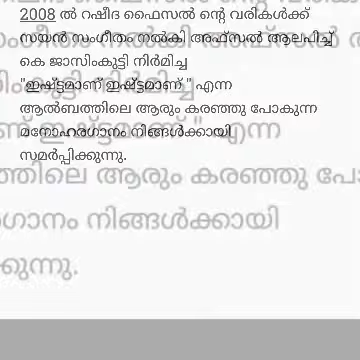 2008 ൽ റഷീദ ഫൈസൽ ന്റെ വരികൾക്ക്
സയൻ സംഗീതം നൽകി അഫ്സൽ ആലപിച്ച്
കെ ജാസിംകുട്ടി നിർമിച്ച
"ഇഷ്ട്ടമാണ് ഇഷ്ട്ടമാണ് " എന്ന
ആൽബത്തിലെ ആരും കരഞ്ഞു പോകുന്ന
മനോഹരഗാനം നിങ്ങൾക്കായി
സമർപ്പിക്കുന്നു.
ത്തിലെ ആരും കരഞ്ഞു പോ
ഗാനം നിങ്ങൾക്കായി
ക്കുന്നു.